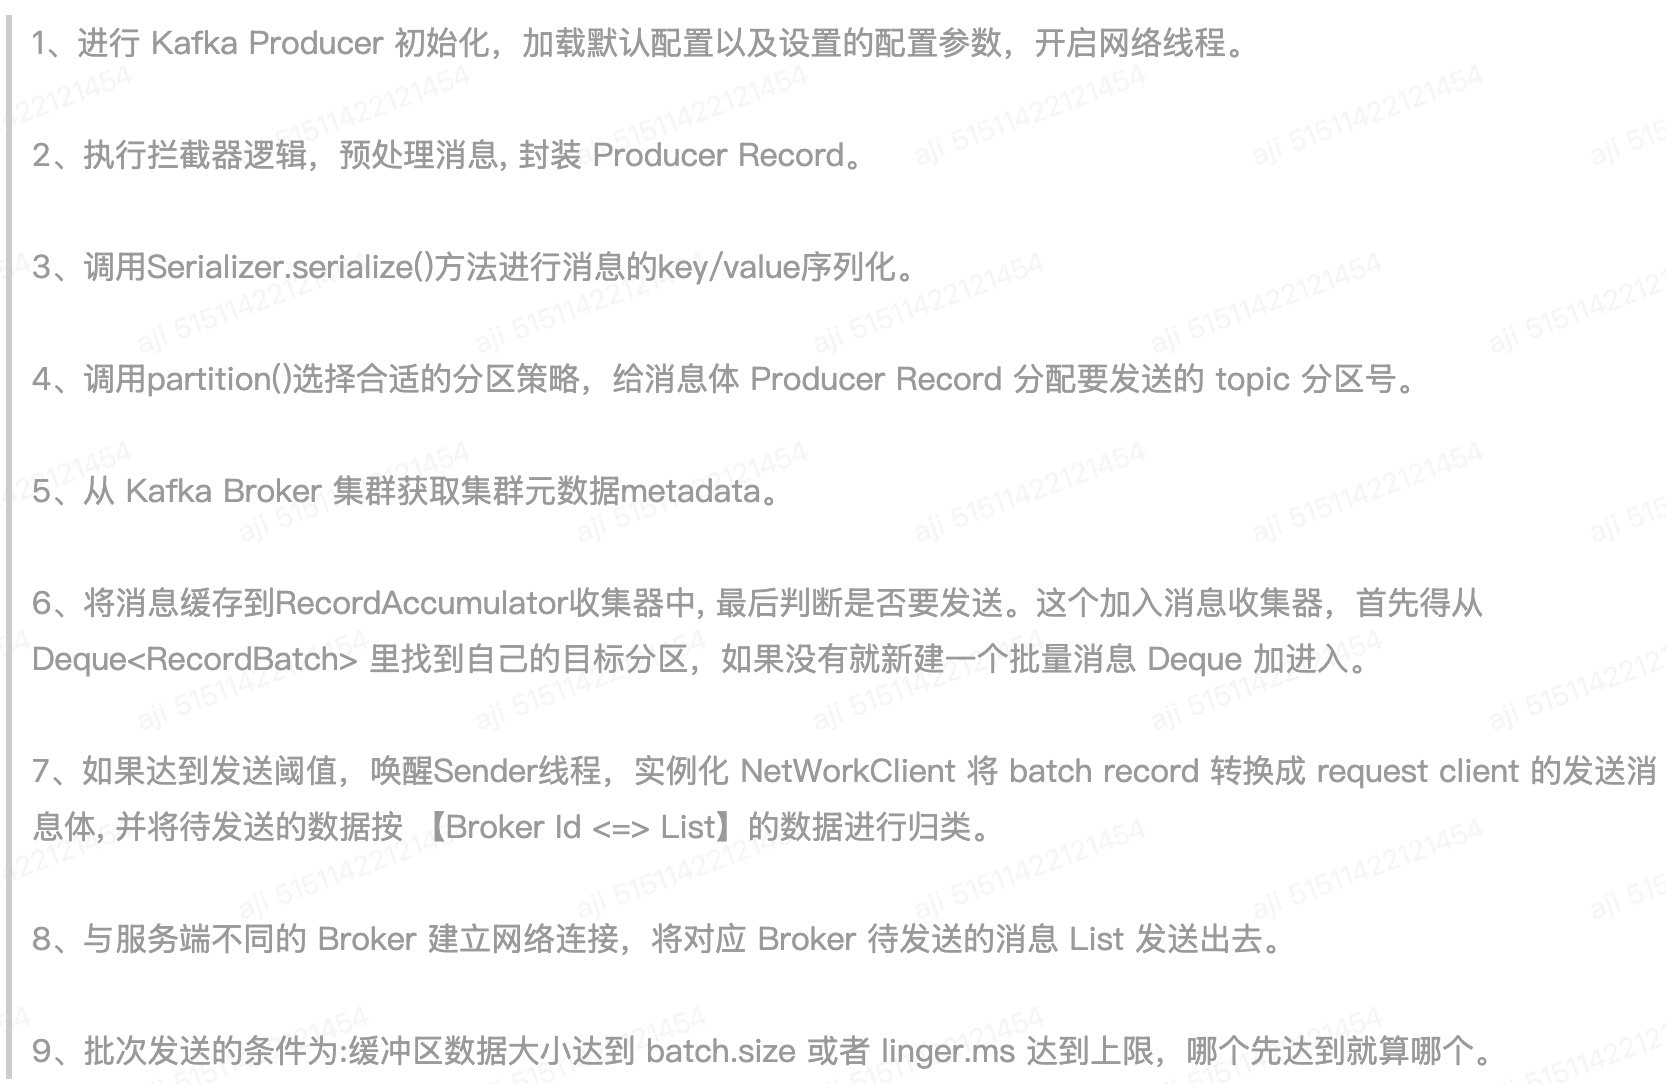 1、进行 Kafka Producer 初始化，加载默认配置以及设置的配置参数，开启网络线程。
2、执行拦截器逻辑，预处理消息, 封装 Producer Record。
3、调用Serializer.serialize()方法进行消息的key/value序列化。
4、调用partition()选择合适的分区策略，给消息体 Producer Record 分配要发送的 topic 分区号。
5、从 Kafka Broker 集群获取集群元数据metadata。
6、将消息缓存到RecordAccumulator收集器中, 最后判断是否要发送。这个加入消息收集器，首先得从
Deque<RecordBatch> 里找到自己的目标分区，如果没有就新建一个批量消息 Deque 加进入。
7、如果达到发送阈值，唤醒Sender线程，实例化 NetWorkClient 将 batch record 转换成 request client 的发送消
息体, 并将待发送的数据按 【Broker Id <=> List】的数据进行归类。
8、与服务端不同的 Broker 建立网络连接，将对应 Broker 待发送的消息 List 发送出去。
9、批次发送的条件为:缓冲区数据大小达到 batch.size 或者 linger.ms 达到上限，哪个先达到就算哪个。
aji 515114221​21454